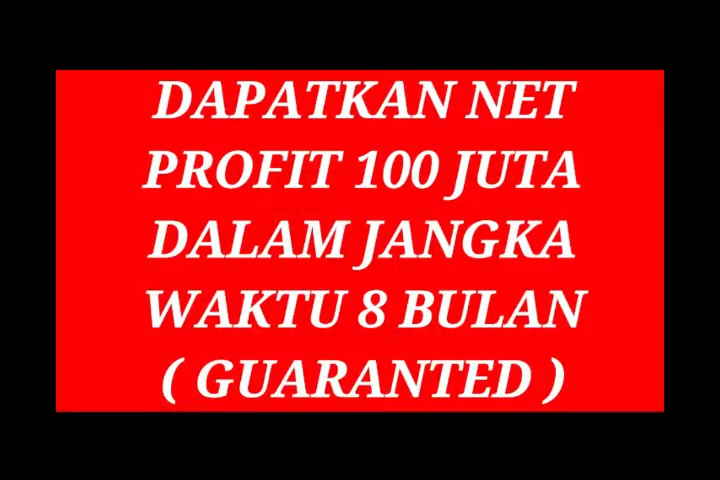 DAPATKAN NET
PROFIT 100 JUTA
DALAM JANGKA
WAKTU 8 BULAN
( GUARANTED )